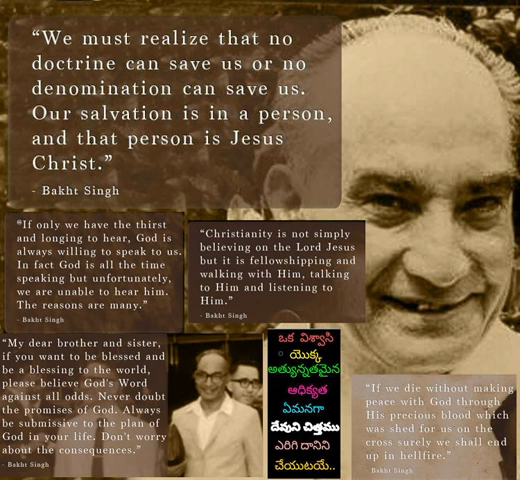 “We must realize that no
doctrine can save us or no
denomination can save us.
Our salvation is in a person,
and that person is Jesus
Christ.”
- Bakht Singh
“If only we have the thirst
and longing to hear, God is
always willing to speak to us.
In fact God is all the time
speaking but unfortunately,
we are unable to hear him.
The reasons are many.”
- Bakht Singh
“Christianity is not simply
believing on the Lord Jesus
but it is fellowshipping and
walking with Him, talking
to Him and listening to
Him.”
- Bakht Singh
“My dear brother and sister,
if you want to be blessed and
be a blessing to the world,
please believe God's Word
against all odds. Never doubt
the promises of God. Always
be submissive to the plan of
God in your life. Don't worry
about the consequences.”
- Bakht Singh
ఒక విశ్వాసి
యొక్క
అత్యున్నతమైన
ఆధిక్యత
ఏమనగా
దేవుని చిత్తము
ఎరిగి దానిని
చేయుటయే..
“If we die without making
peace with God through
His precious blood which
was shed for us on the
cross surely we shall end
up in hellfire.”
- Bakht Singh